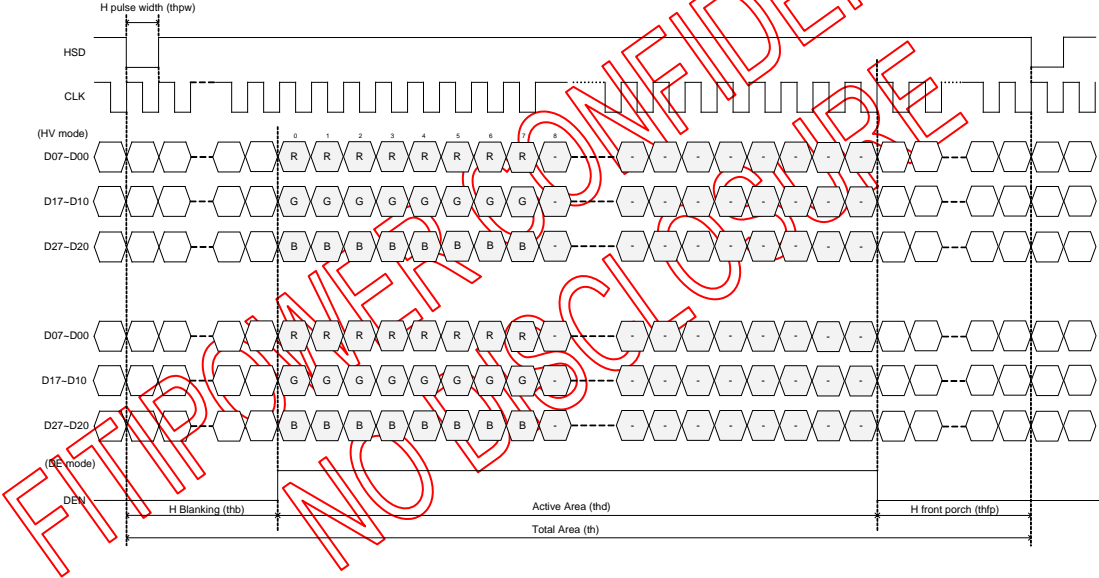 H pulse width (thpw)
HSD
CLK
(HV mode)
0 1 2 3 4 5 6 7 8
D07~D00 R R R R R R R R - - - - - - - - -
D17~D10 G G G G G G G G - - - - - - - - -
D27~D20 B B B B B B B B - - - - - - - - -
D07~D00 R R R R R R R R - - - - - - - - -
D17~D10 G G G G G G G G - - - - - - - - -
D27~D20 B B B B B B B B - - - - - - - - -
(DE mode)
DEN
H Blanking (thb) Active Area (thd) H front porch (thfp)
Total Area (th)
FITIPOWER CONFIDE
NO DISCLOSURE